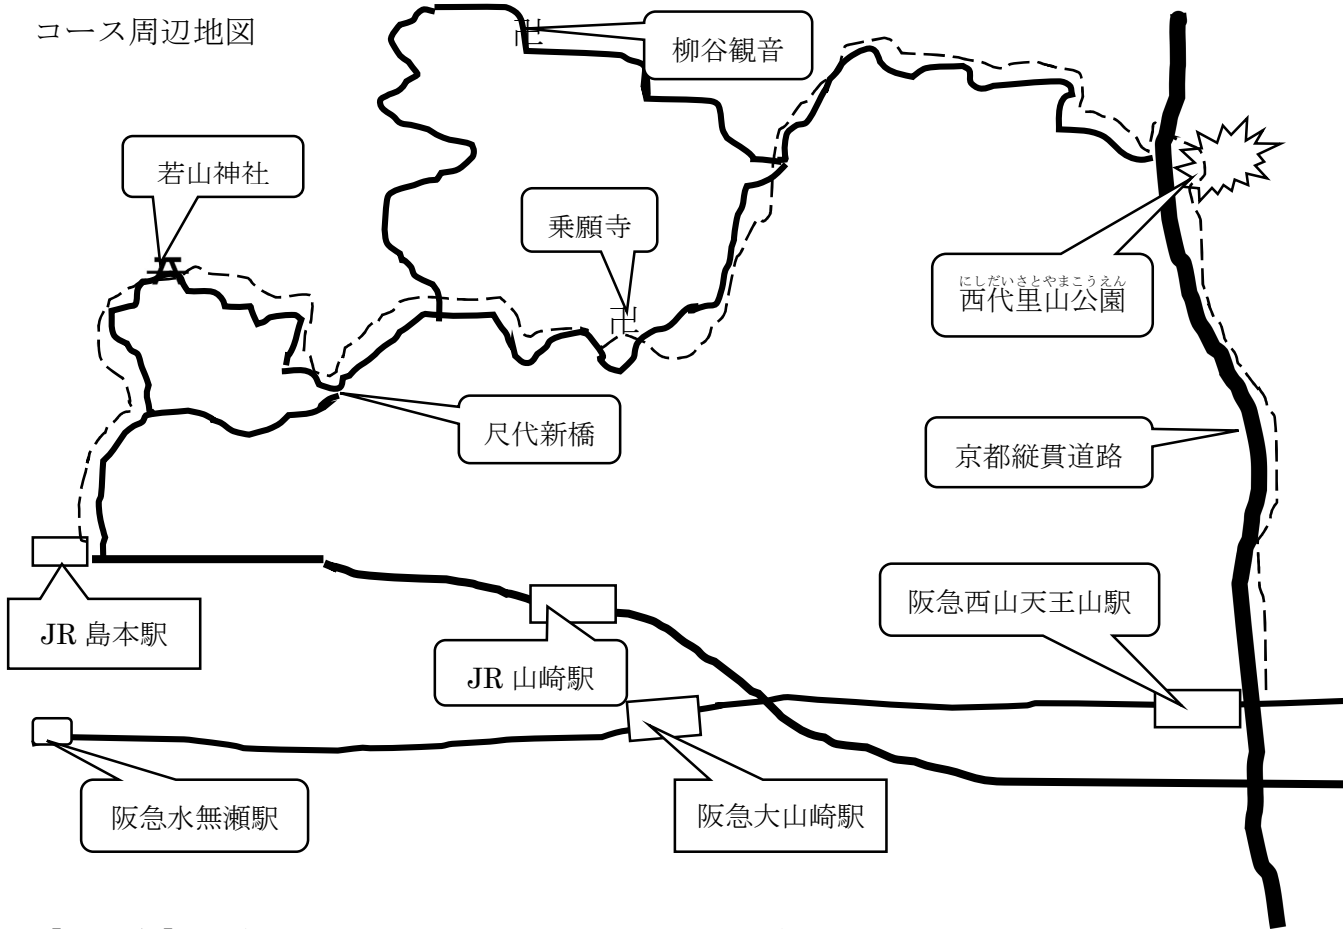 コース周辺地図
卍
柳谷観音
若山神社
乗願寺
卍
にしだいさとやまこうえん
西代里山公園
尺代新橋
京都縦貫道路
阪急西山天王山駅
JR 島本駅
JR 山崎駅
阪急水無瀬駅
阪急大山崎駅